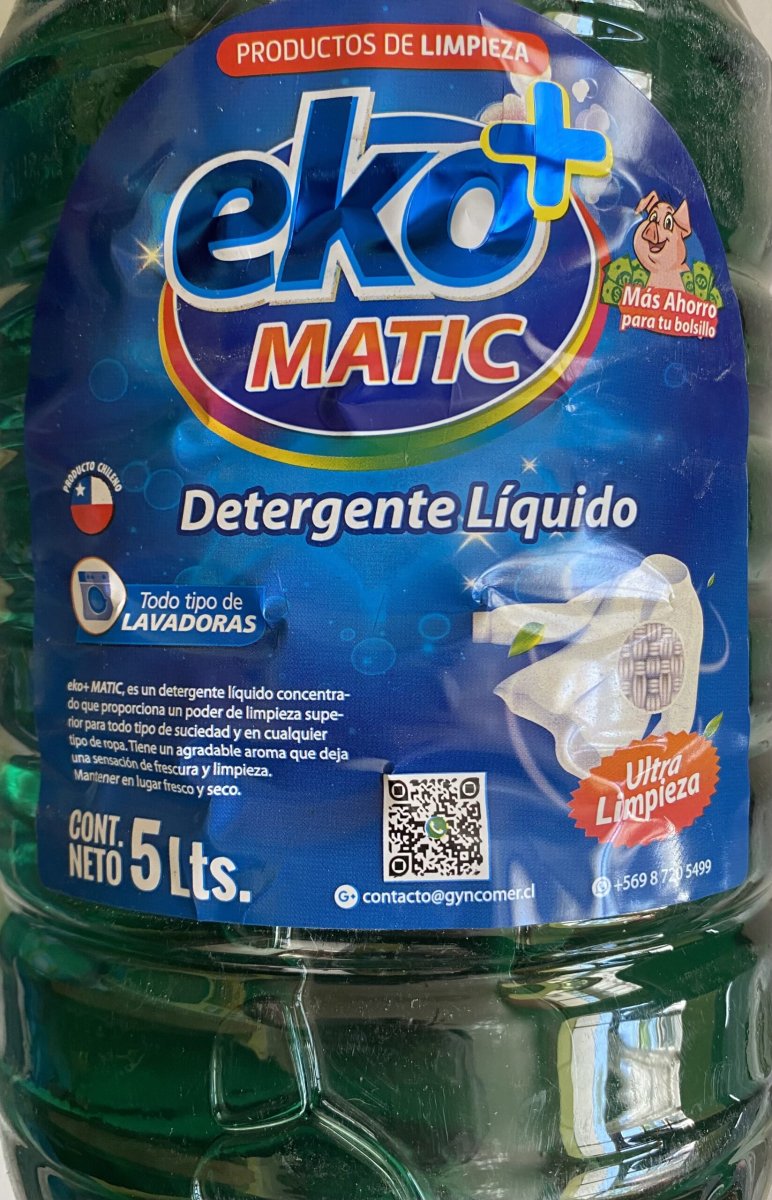 PRODUCTOS DE LIMPIEZA
eko+
MATIC
Más Ahorro
para tu bolsillo
PRODUCTO CHILENO
Detergente Líquido
Todo tipo de
LAVADORAS
eko+ MATIC, es un detergente líquido concentra-
do que proporciona un poder de limpieza supe-
rior para todo tipo de suciedad y en cualquier
tipo de ropa. Tiene un agradable aroma que deja
una sensación de frescura y limpieza.
Mantener en lugar fresco y seco.
Ultra
Limpieza
CONT.
NETO 5 Lts.
G+ contacto@gyncomer.cl
+569 8 720 5499